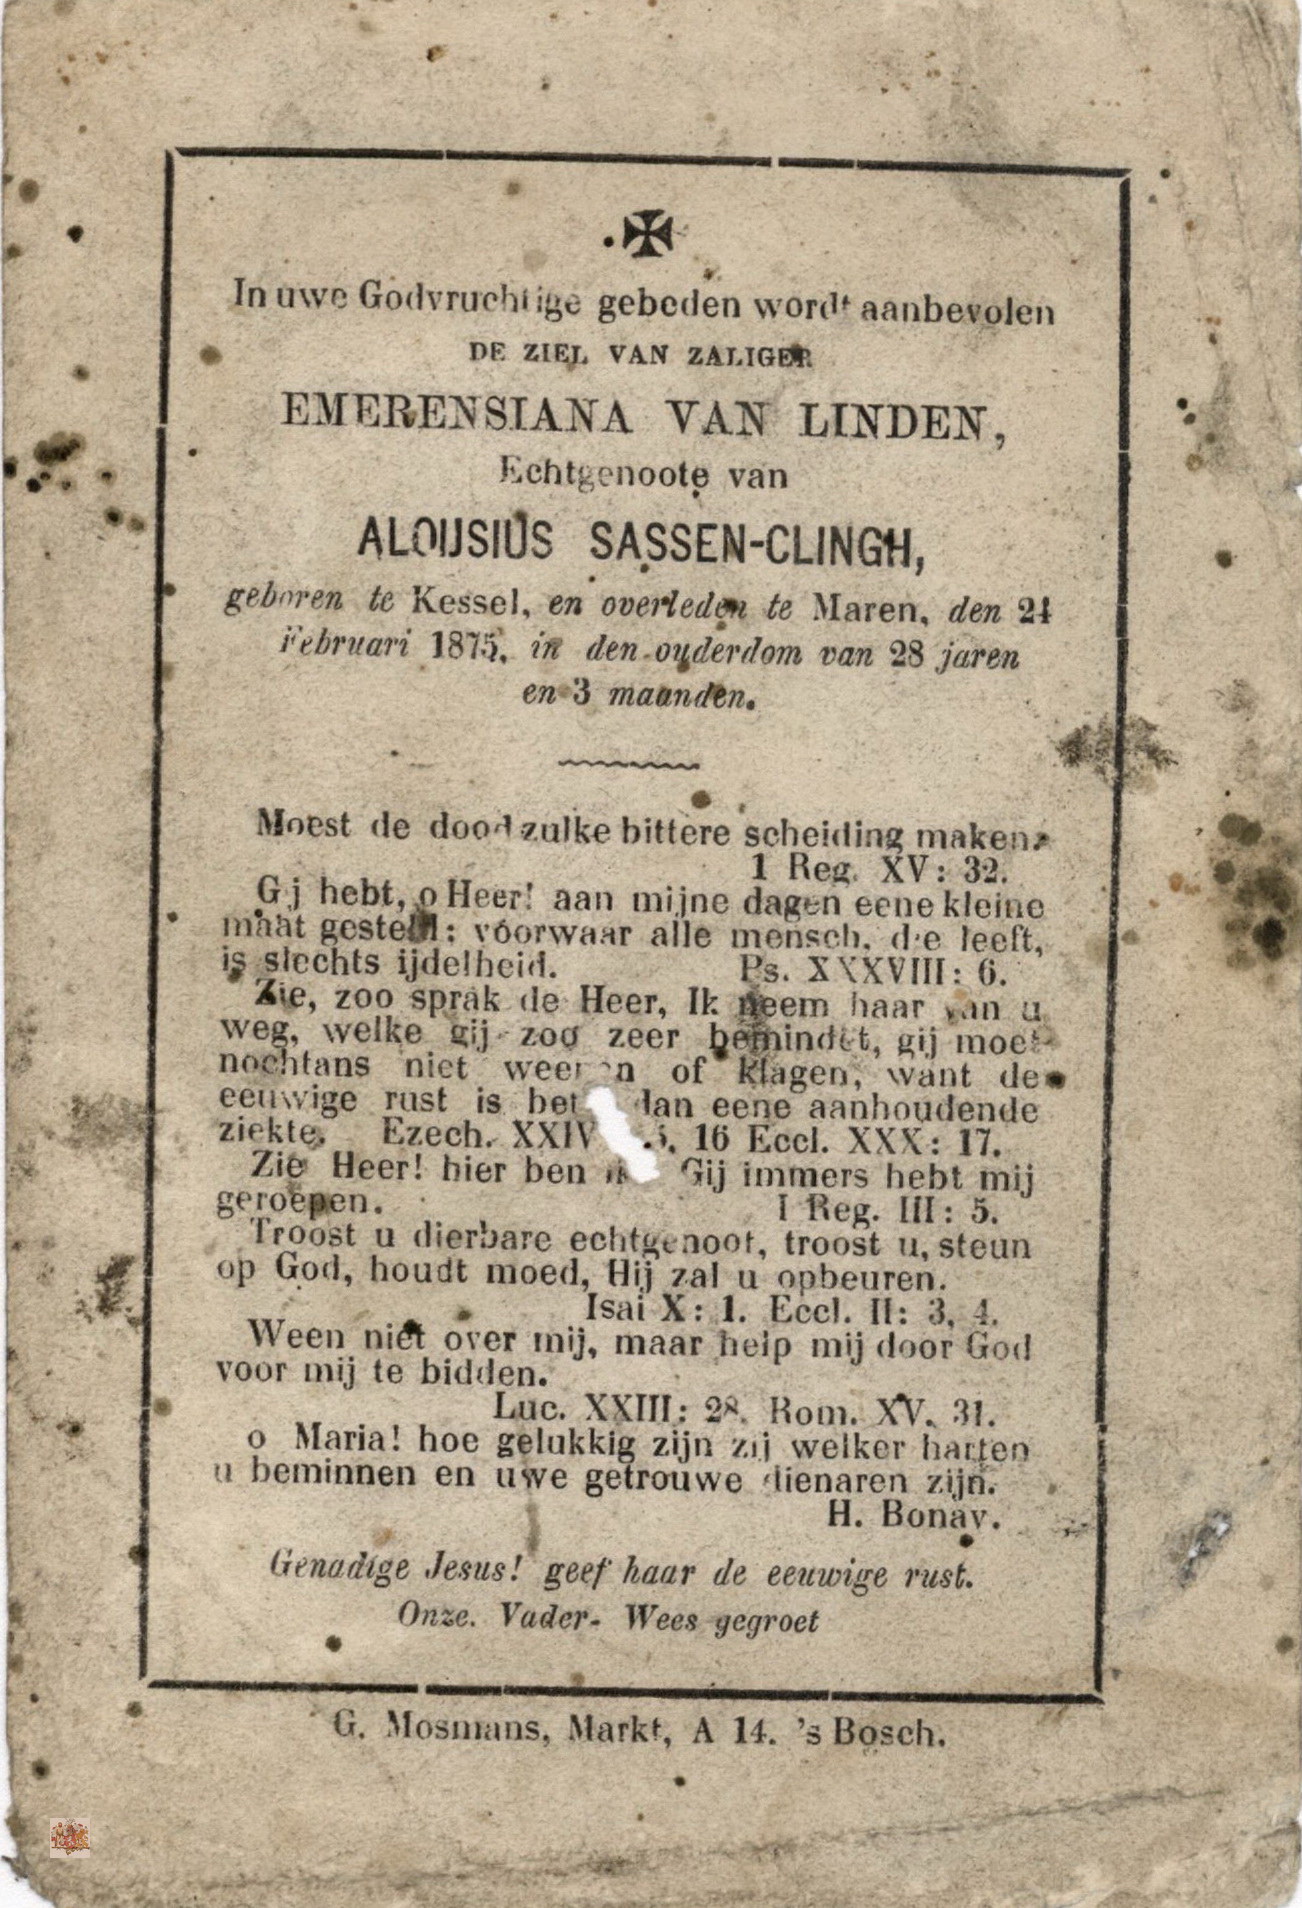 In uwe Godvruchtige gebeden wordt aanbevolen
DE ZIEL VAN ZALIGER
EMERENSIANA VAN LINDEN,
Echtgenoote van
ALOIJSIUS SASSEN-CLINGH,
geboren te Kessel, en overleden te Maren, den 24
Februari 1875, in den ouderdom van 28 jaren
en 3 maanden.
Moest de dood zulke bittere scheiding maken.
1 Reg. XV: 32.
Gij hebt, o Heer! aan mijne dagen eene kleine
maat gesteld: voorwaar alle mensch, die leeft,
is slechts ijdelheid. Ps. XXXVIII: 6.
Zie, zoo sprak de Heer, Ik neem haar van u
weg, welke gij zoo zeer bemindet, gij moet
nochtans niet weenen of klagen, want de
eeuwige rust is dan eene aanhoudende
ziekte. Ezech. XXIV 16 Eccl. XXX: 17.
Zie Heer! hier ben ik Gij immers hebt mij
geroepen. I Reg. III: 5.
Troost u dierbare echtgenoot, troost u, steun
op God, houdt moed, Hij zal u opbeuren.
Isai X: 1. Eccl. II: 3, 4.
Ween niet over mij, maar help mij door God
voor mij te bidden.
Luc. XXIII: 28. Rom. XV. 31.
o Maria! hoe gelukkig zijn zij welker harten
u beminnen en uwe getrouwe dienaren zijn.
H. Bonav.
Genadige Jesus! geef haar de eeuwige rust.
Onze. Vader- Wees gegroet
G. Mosmans, Markt, A 14. 's Bosch.